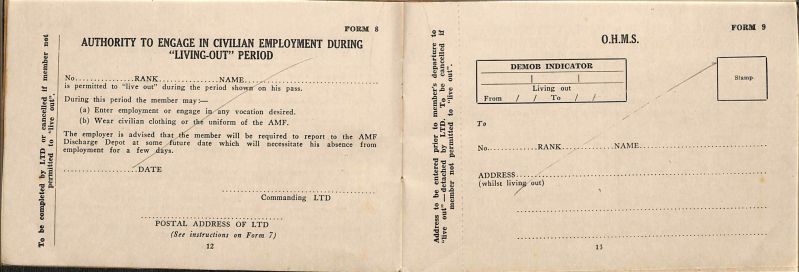 FORM 8
AUTHORITY TO ENGAGE IN CIVILIAN EMPLOYMENT DURING
"LIVING-OUT" PERIOD
No....................RANK....................NAME....................
is permitted to "live out" during the period shown on his pass.
During this period the member may:—
(a) Enter employment or engage in any vocation desired.
(b) Wear civilian clothing or the uniform of the AMF.
The employer is advised that the member will be required to report to the AMF
Discharge Depot at some future date which will necessitate his absence from
employment for a few days.
....................DATE
....................
Commanding LTD
....................
POSTAL ADDRESS OF LTD
(See instructions on Form 7)
12
To be completed by LTD or cancelled if member not
permitted to "live out".
FORM 9
O.H.M.S.
DEMOB INDICATOR
Living out
From / / To / /
Stamp
To
No....................RANK....................NAME....................
ADDRESS....................
(whilst living out)
13
Address to be entered prior to member's departure to
"live out"—detached by LTD. To be cancelled if
member not permitted to "live out".